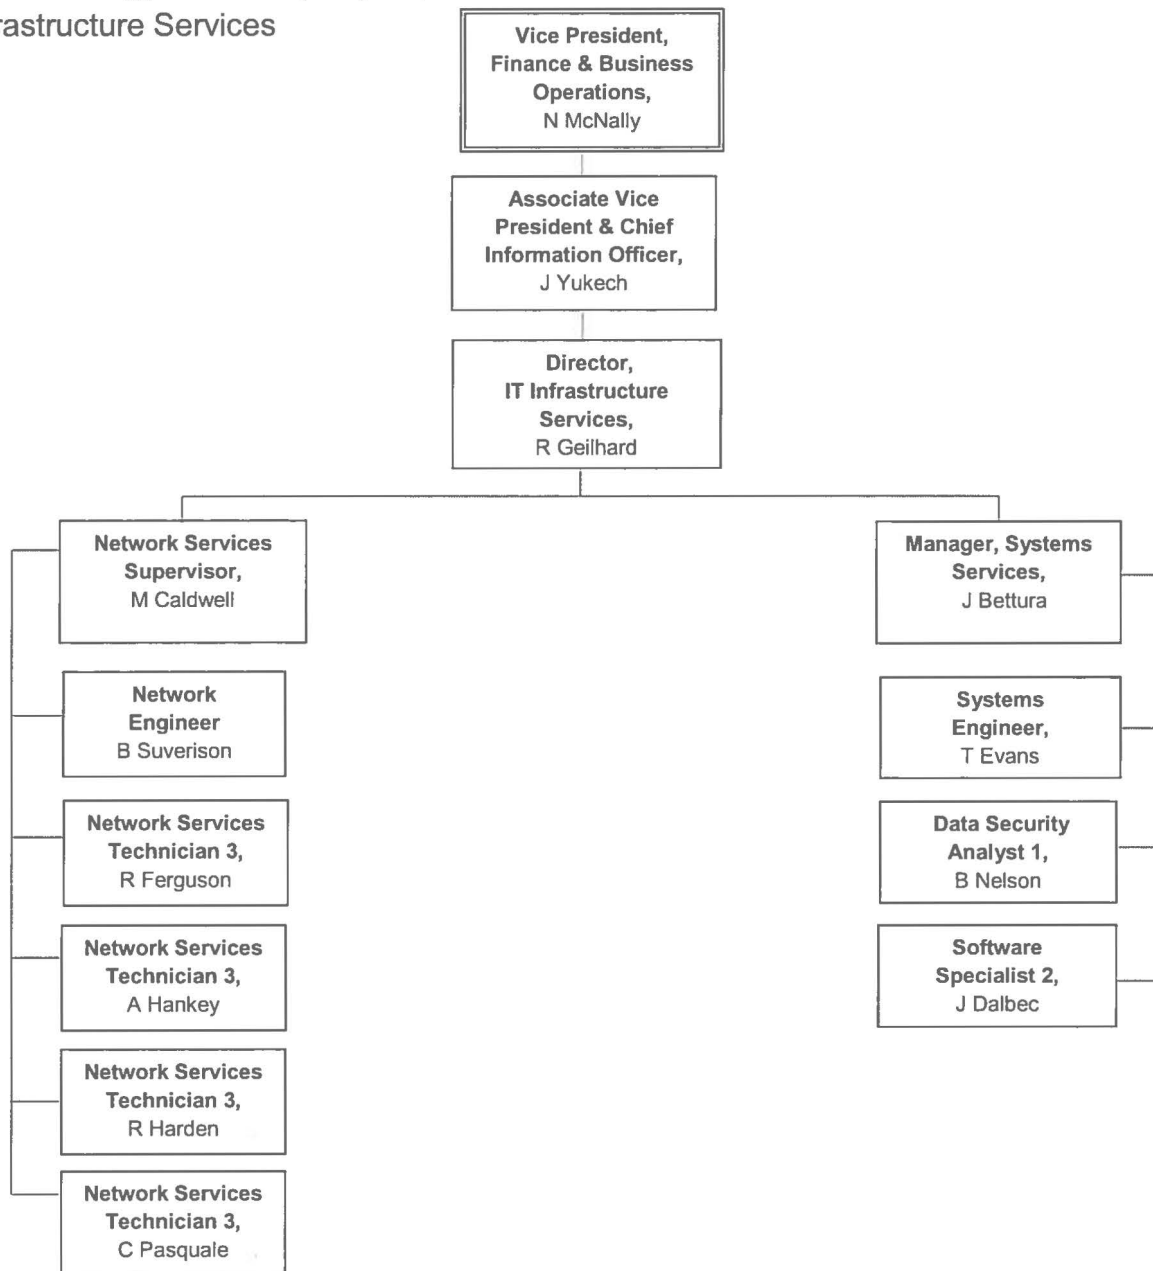 rastructure Services
Vice President,
Finance & Business
Operations,
N McNally
Associate Vice
President & Chief
Information Officer,
J Yukech
Director,
IT Infrastructure
Services,
R Geilhard
Network Services
Supervisor,
M Caldwell
Network
Engineer
B Suverison
Network Services
Technician 3,
R Ferguson
Network Services
Technician 3,
A Hankey
Network Services
Technician 3,
R Harden
Network Services
Technician 3,
C Pasquale
Manager, Systems
Services,
J Bettura
Systems
Engineer,
T Evans
Data Security
Analyst 1,
B Nelson
Software
Specialist 2,
J Dalbec